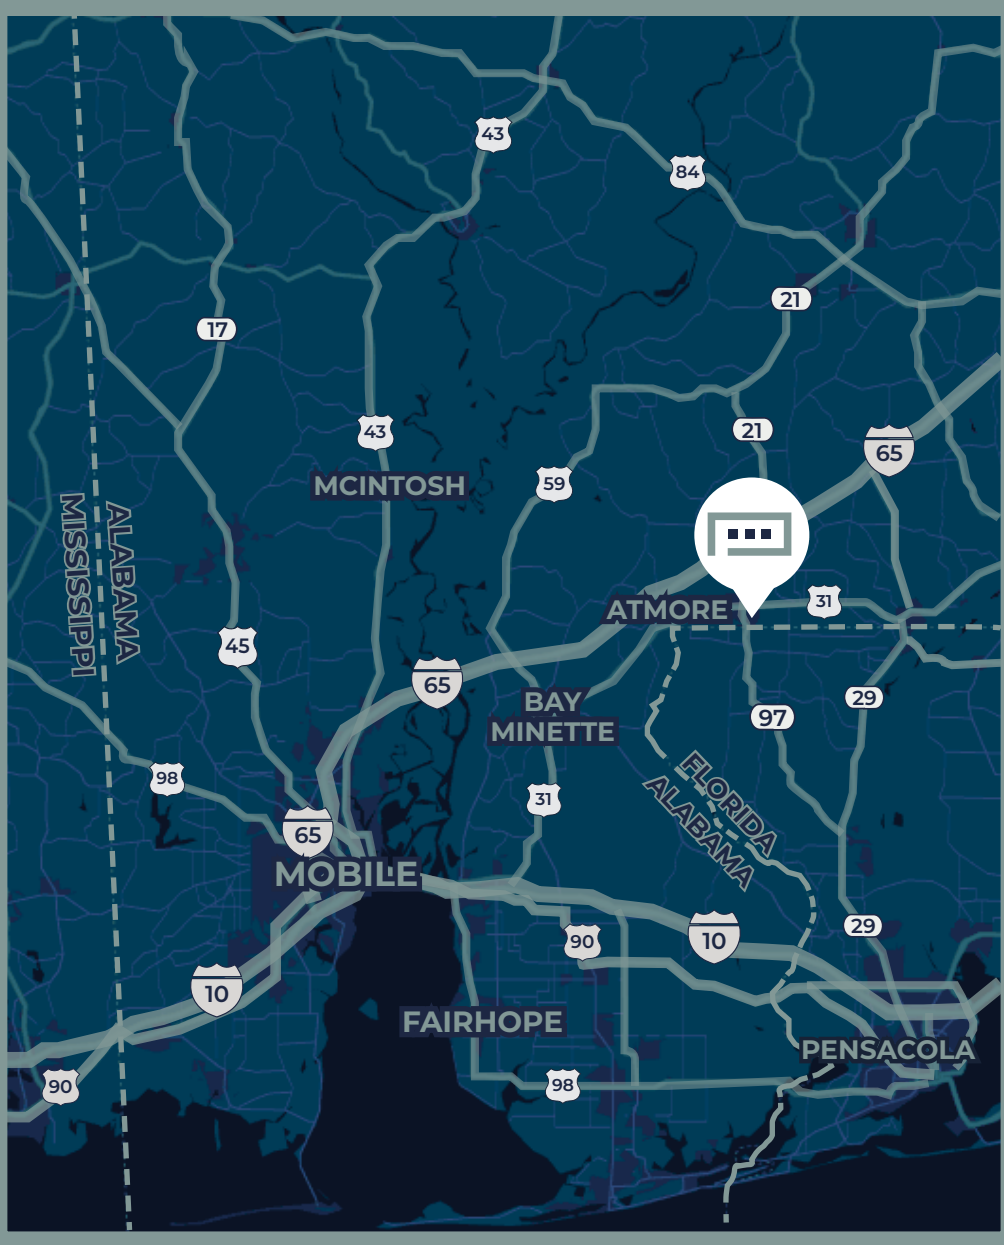 43
84
21
17
43
21
65
MCINTOSH
59
ALABAMA
MISSISSIPPI
ATMORE
31
45
65
BAY
MINETTE
29
97
98
31
FLORIDA
ALABAMA
65
MOBILE
90
10
29
10
FAIRHOPE
PENSACOLA
90
98